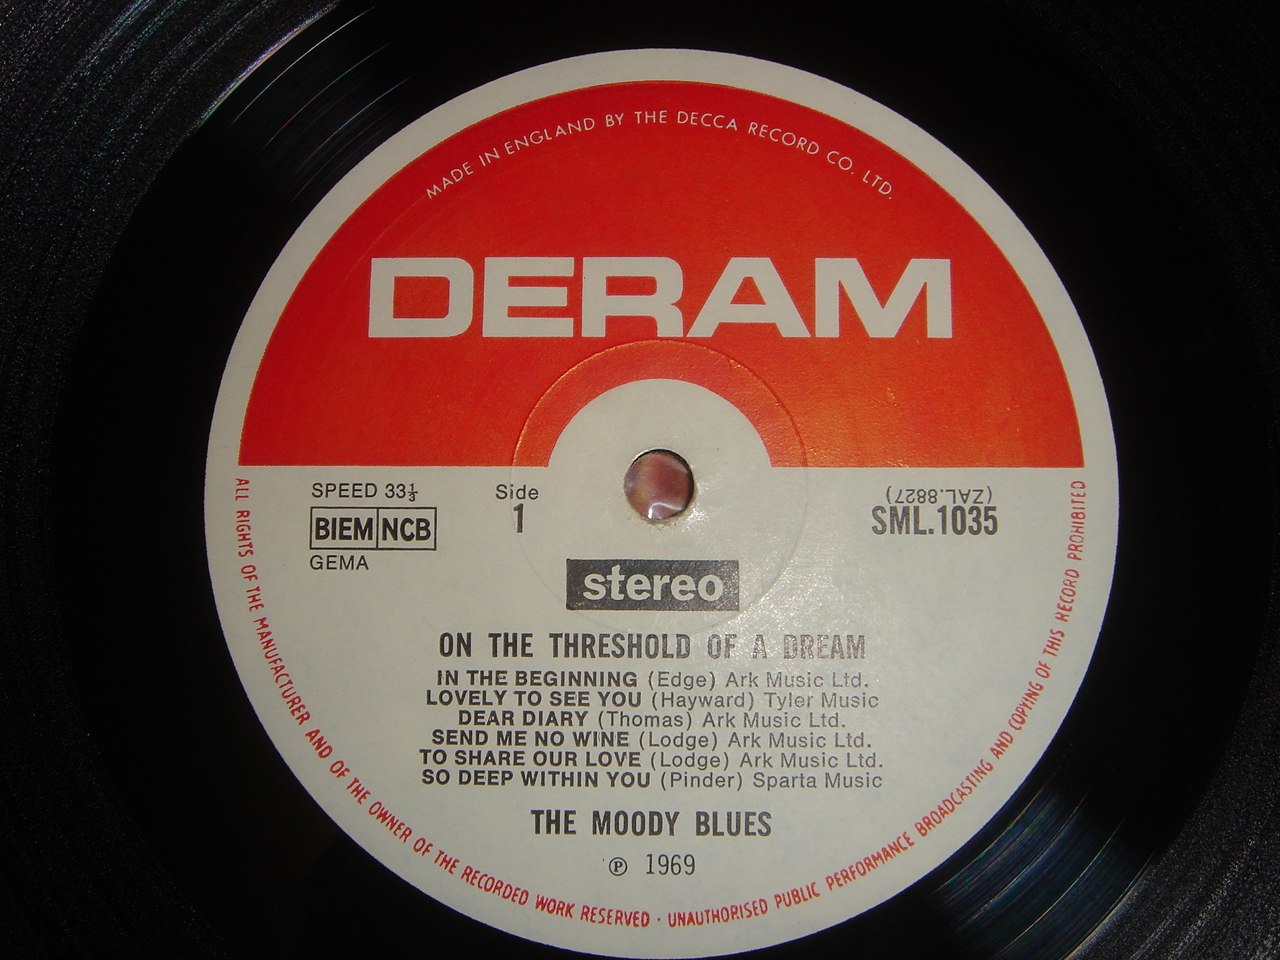 MADE IN ENGLAND BY THE DECCA RECORD CO. LTD.
DERAM
SPEED 33⅓
BIEM NCB
GEMA
Side
1
(ZAL.8827)
SML.1035
stereo
ON THE THRESHOLD OF A DREAM
IN THE BEGINNING (Edge) Ark Music Ltd.
LOVELY TO SEE YOU (Hayward) Tyler Music
DEAR DIARY (Thomas) Ark Music Ltd.
SEND ME NO WINE (Lodge) Ark Music Ltd.
TO SHARE OUR LOVE (Lodge) Ark Music Ltd.
SO DEEP WITHIN YOU (Pinder) Sparta Music
THE MOODY BLUES
℗ 1969
ALL RIGHTS OF THE MANUFACTURER AND OF THE OWNER OF THE RECORDED WORK RESERVED · UNAUTHORISED PUBLIC PERFORMANCE BROADCASTING AND COPYING OF THIS RECORD PROHIBITED